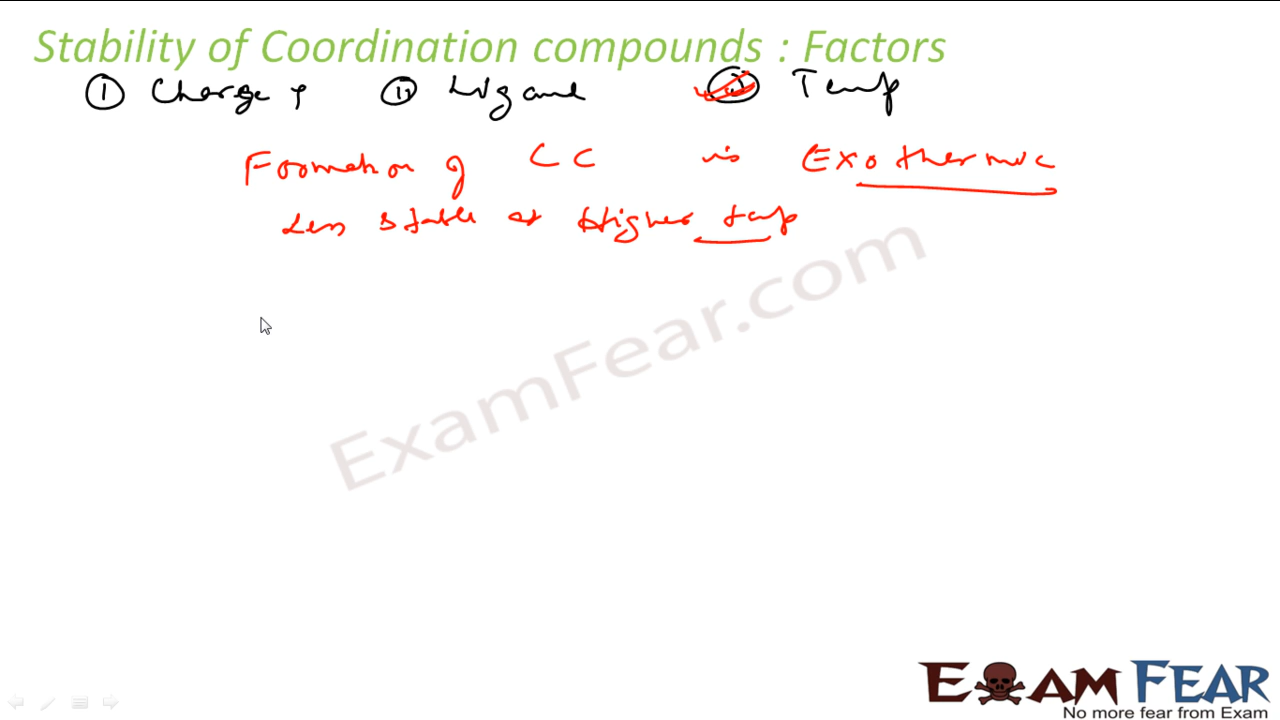 Stability of Coordination compounds : Factors
① Charge ↑ ② Ligand ③ Temp
Formation of CC is Exothermic
Less stable at Higher temp
ExamFear.com
EXAM FEAR
No more fear from Exam